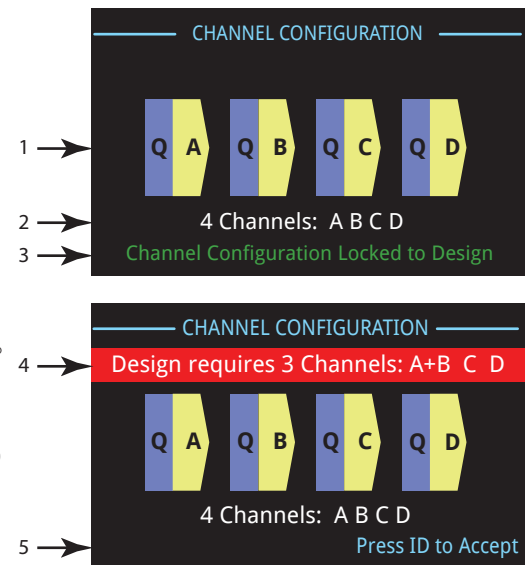 CHANNEL CONFIGURATION
1
Q A Q B Q C Q D
2
4 Channels: A B C D
3
Channel Configuration Locked to Design
CHANNEL CONFIGURATION
4
Design requires 3 Channels: A+B C D
Q A Q B Q C Q D
4 Channels: A B C D
5
Press ID to Accept